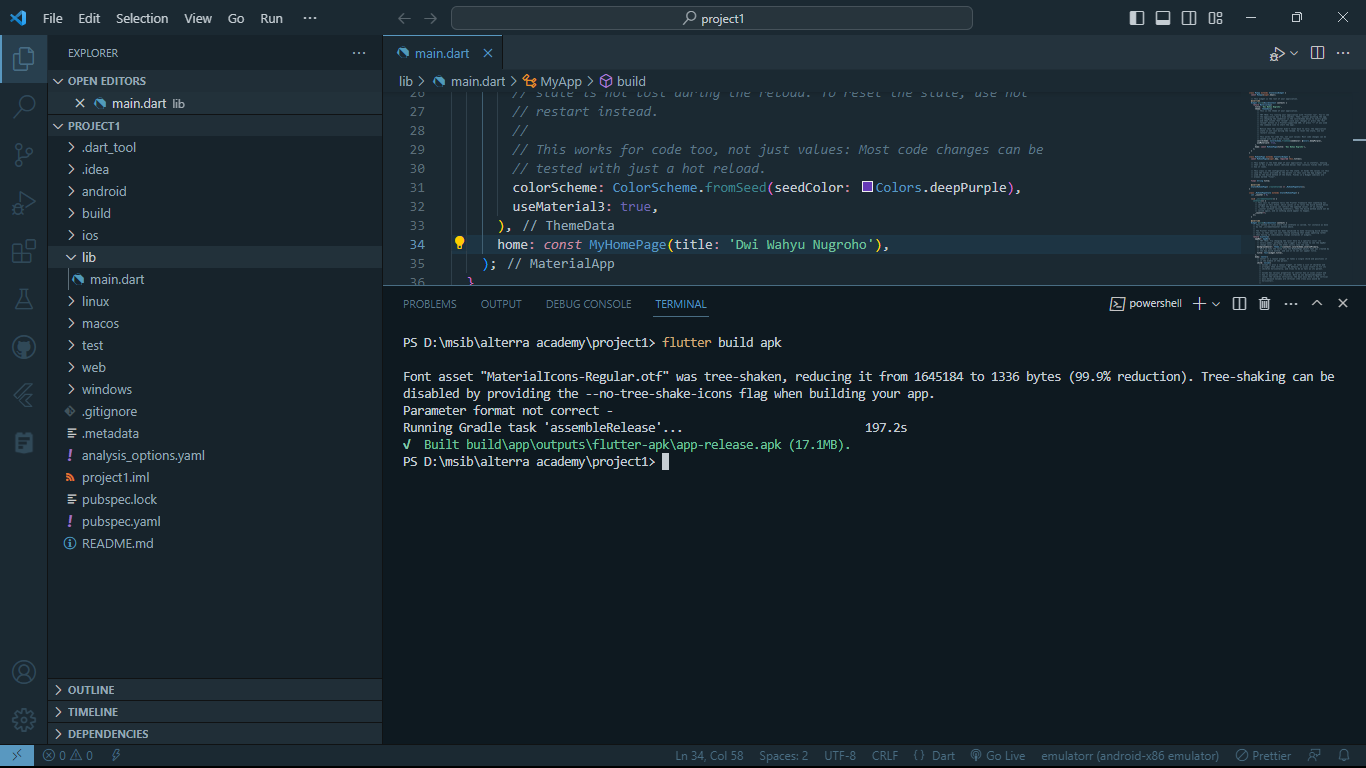 File Edit Selection View Go Run ···
project1
EXPLORER ···
OPEN EDITORS
main.dart lib
PROJECT1
.dart_tool
.idea
android
build
ios
lib
main.dart
linux
macos
test
web
windows
.gitignore
.metadata
! analysis_options.yaml
project1.iml
pubspec.lock
! pubspec.yaml
README.md
OUTLINE
TIMELINE
DEPENDENCIES
main.dart
lib > main.dart > MyApp > build
26 // state is not lost during the reload. To reset the state, use hot
27 // restart instead.
28 //
29 // This works for code too, not just values: Most code changes can be
30 // tested with just a hot reload.
31 colorScheme: ColorScheme.fromSeed(seedColor: Colors.deepPurple),
32 useMaterial3: true,
33 ), // ThemeData
34 home: const MyHomePage(title: 'Dwi Wahyu Nugroho'),
35 ); // MaterialApp
36 }
PROBLEMS OUTPUT DEBUG CONSOLE TERMINAL
powershell
PS D:\msib\alterra academy\project1> flutter build apk
Font asset "MaterialIcons-Regular.otf" was tree-shaken, reducing it from 1645184 to 1336 bytes (99.9% reduction). Tree-shaking can be
disabled by providing the --no-tree-shake-icons flag when building your app.
Parameter format not correct -
Running Gradle task 'assembleRelease'... 197.2s
√ Built build\app\outputs\flutter-apk\app-release.apk (17.1MB).
PS D:\msib\alterra academy\project1>
0 0 Ln 34, Col 58 Spaces: 2 UTF-8 CRLF { } Dart Go Live emulatorr (android-x86 emulator) Prettier